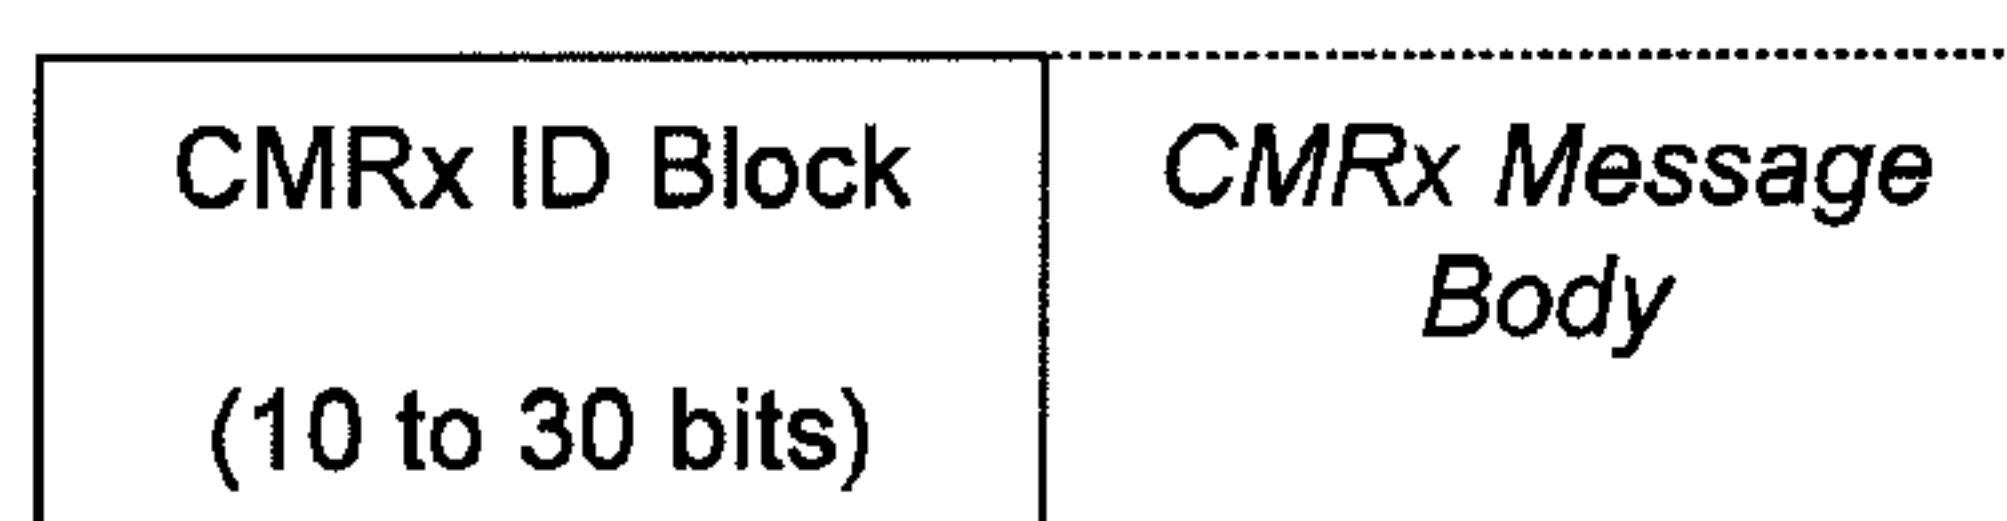 CMRx ID Block
(10 to 30 bits)
CMRx Message
Body